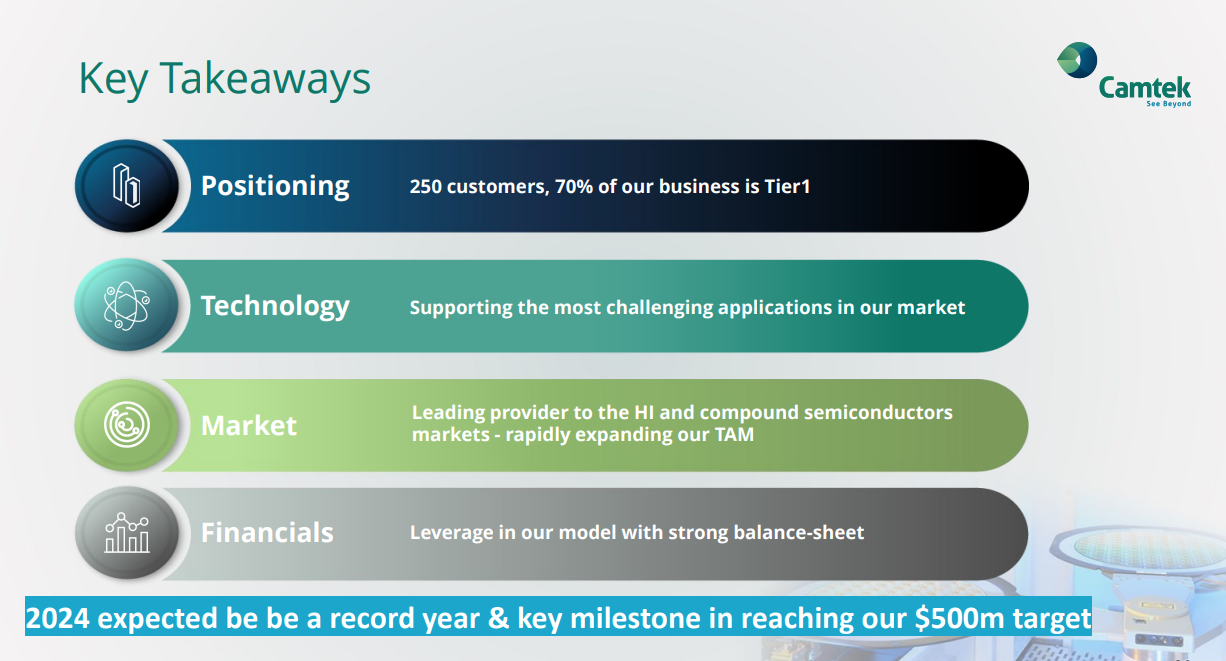 Key Takeaways
Camtek
See Beyond
Positioning
250 customers, 70% of our business is Tier1
Technology
Supporting the most challenging applications in our market
Market
Leading provider to the HI and compound semiconductors
markets - rapidly expanding our TAM
Financials
Leverage in our model with strong balance-sheet
2024 expected be be a record year & key milestone in reaching our $500m target